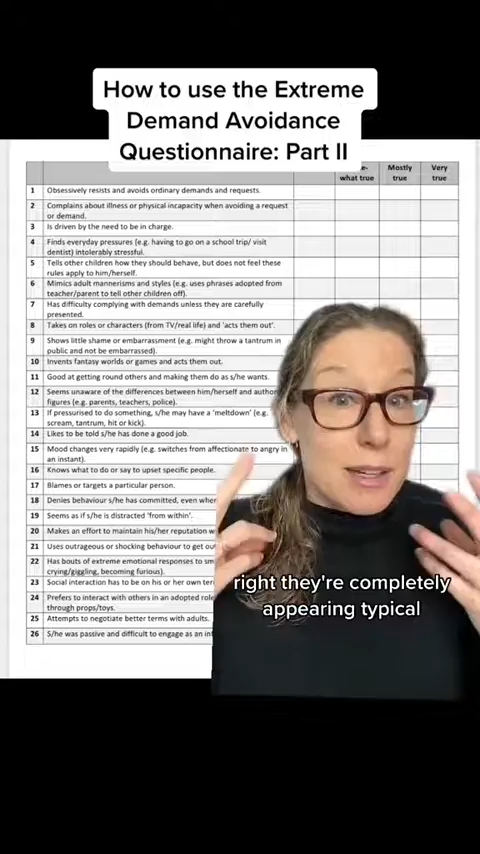 How to use the Extreme
Demand Avoidance
Questionnaire: Part II
what true
Mostly
true
Very
true
1 Obsessively resists and avoids ordinary demands and requests.
2 Complains about illness or physical incapacity when avoiding a request
or demand.
3 Is driven by the need to be in charge.
4 Finds everyday pressures (e.g. having to go on a school trip/ visit
dentist) intolerably stressful.
5 Tells other children how they should behave, but does not feel these
rules apply to him/herself.
6 Mimics adult mannerisms and styles (e.g. uses phrases adopted from
teacher/parent to tell other children off).
7 Has difficulty complying with demands unless they are carefully
presented.
8 Takes on roles or characters (from TV/real life) and 'acts them out'.
9 Shows little shame or embarrassment (e.g. might throw a tantrum in
public and not be embarrassed).
10 Invents fantasy worlds or games and acts them out.
11 Good at getting round others and making them do as s/he wants.
12 Seems unaware of the differences between him/herself and author
figures (e.g. parents, teachers, police).
13 If pressurised to do something, s/he may have a 'meltdown' (e.g.
scream, tantrum, hit or kick).
14 Likes to be told s/he has done a good job.
15 Mood changes very rapidly (e.g. switches from affectionate to angry in
an instant).
16 Knows what to do or say to upset specific people.
17 Blames or targets a particular person.
18 Denies behaviour s/he has committed, even when
19 Seems as if s/he is distracted 'from within'.
20 Makes an effort to maintain his/her reputation w
21 Uses outrageous or shocking behaviour to get out
22 Has bouts of extreme emotional responses to sm
crying/giggling, becoming furious).
23 Social interaction has to be on his or her own ter
24 Prefers to interact with others in an adopted role
through props/toys.
25 Attempts to negotiate better terms with adults.
26 S/he was passive and difficult to engage as an inf
right they're completely
appearing typical